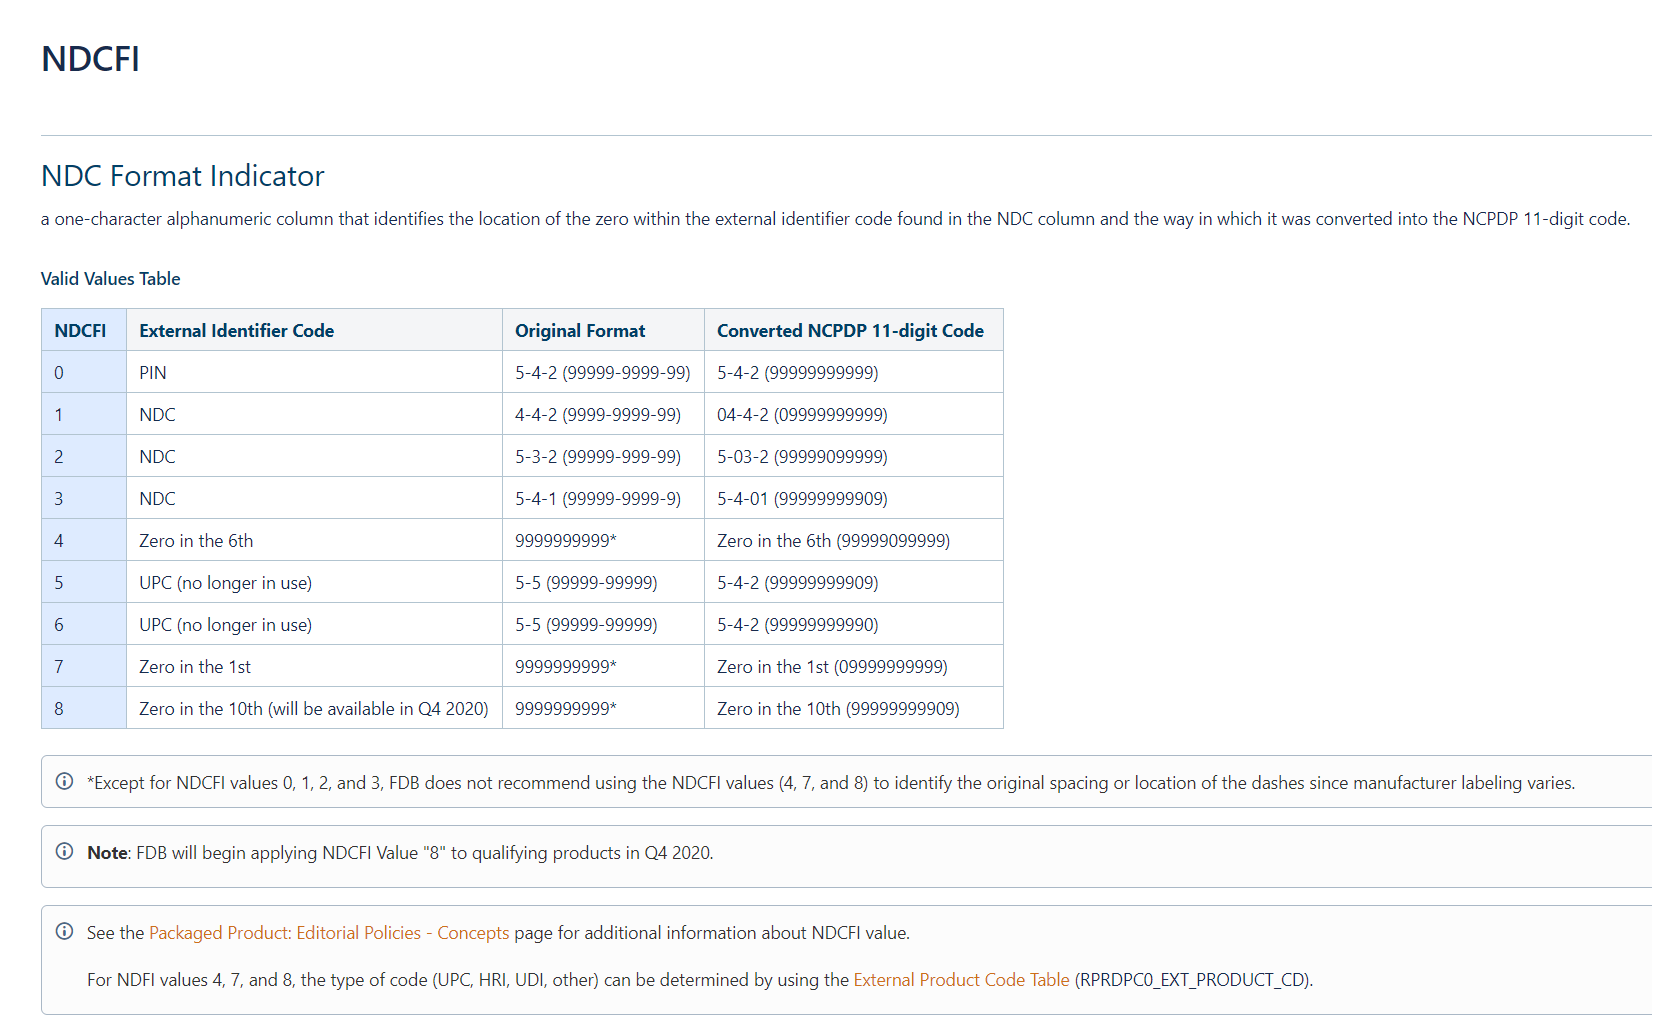 NDCFI
NDC Format Indicator
a one-character alphanumeric column that identifies the location of the zero within the external identifier code found in the NDC column and the way in which it was converted into the NCPDP 11-digit code.
Valid Values Table
NDCFI External Identifier Code Original Format Converted NCPDP 11-digit Code
0 PIN 5-4-2 (99999-9999-99) 5-4-2 (99999999999)
1 NDC 4-4-2 (9999-9999-99) 04-4-2 (09999999999)
2 NDC 5-3-2 (99999-999-99) 5-03-2 (99999099999)
3 NDC 5-4-1 (99999-9999-9) 5-4-01 (99999999909)
4 Zero in the 6th 9999999999* Zero in the 6th (99999099999)
5 UPC (no longer in use) 5-5 (99999-99999) 5-4-2 (99999999909)
6 UPC (no longer in use) 5-5 (99999-99999) 5-4-2 (99999999990)
7 Zero in the 1st 9999999999* Zero in the 1st (09999999999)
8 Zero in the 10th (will be available in Q4 2020) 9999999999* Zero in the 10th (99999999909)
*Except for NDCFI values 0, 1, 2, and 3, FDB does not recommend using the NDCFI values (4, 7, and 8) to identify the original spacing or location of the dashes since manufacturer labeling varies.
Note: FDB will begin applying NDCFI Value "8" to qualifying products in Q4 2020.
See the Packaged Product: Editorial Policies - Concepts page for additional information about NDCFI value.
For NDFI values 4, 7, and 8, the type of code (UPC, HRI, UDI, other) can be determined by using the External Product Code Table (RPRDPC0_EXT_PRODUCT_CD).